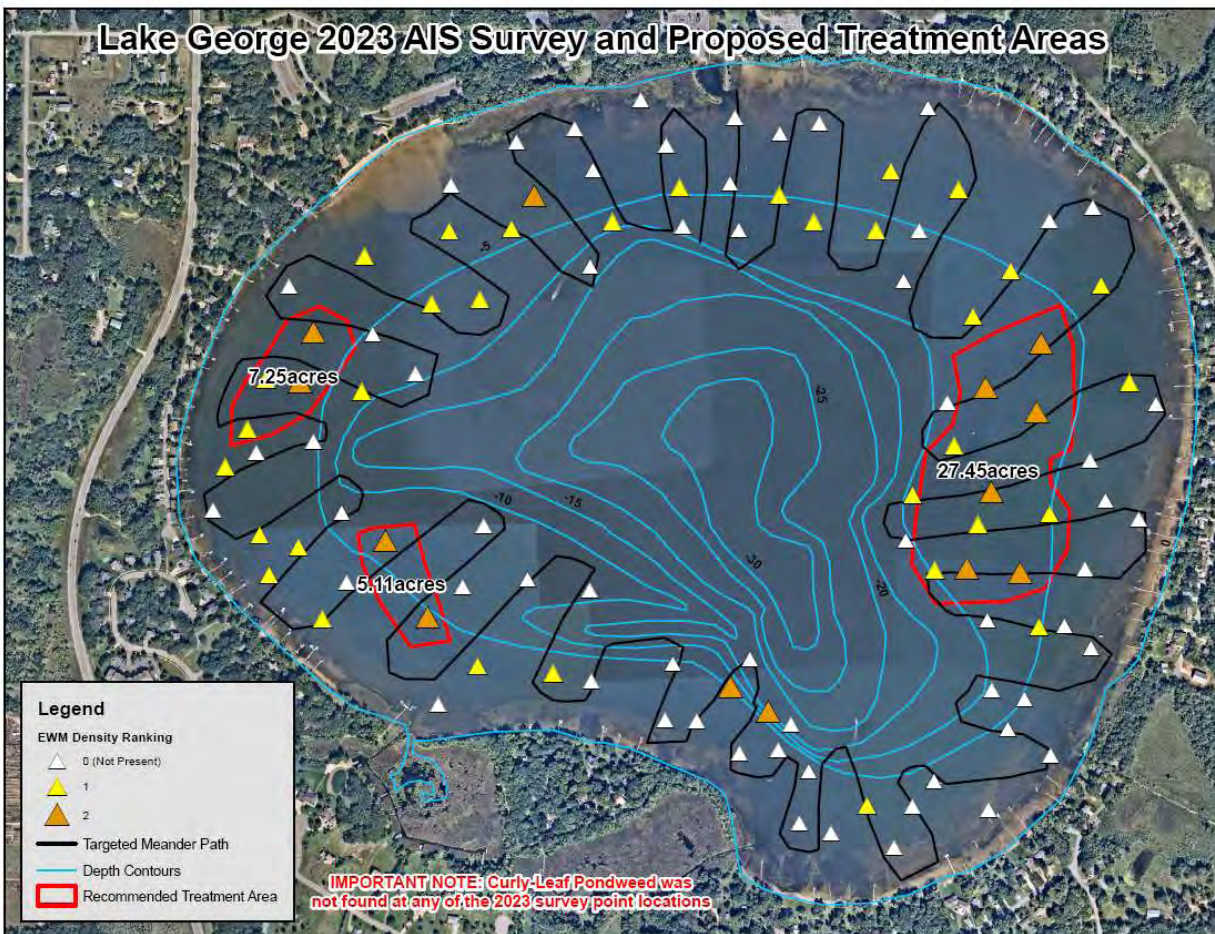 Lake George 2023 AIS Survey and Proposed Treatment Areas
-5
-25
7.25acres
27.45acres
-10
-15
0
-30
5.11acres
-20
Legend
EWM Density Ranking
0 (Not Present)
1
2
Targeted Meander Path
Depth Contours
Recommended Treatment Area
IMPORTANT NOTE: Curly-Leaf Pondweed was
not found at any of the 2023 survey point locations